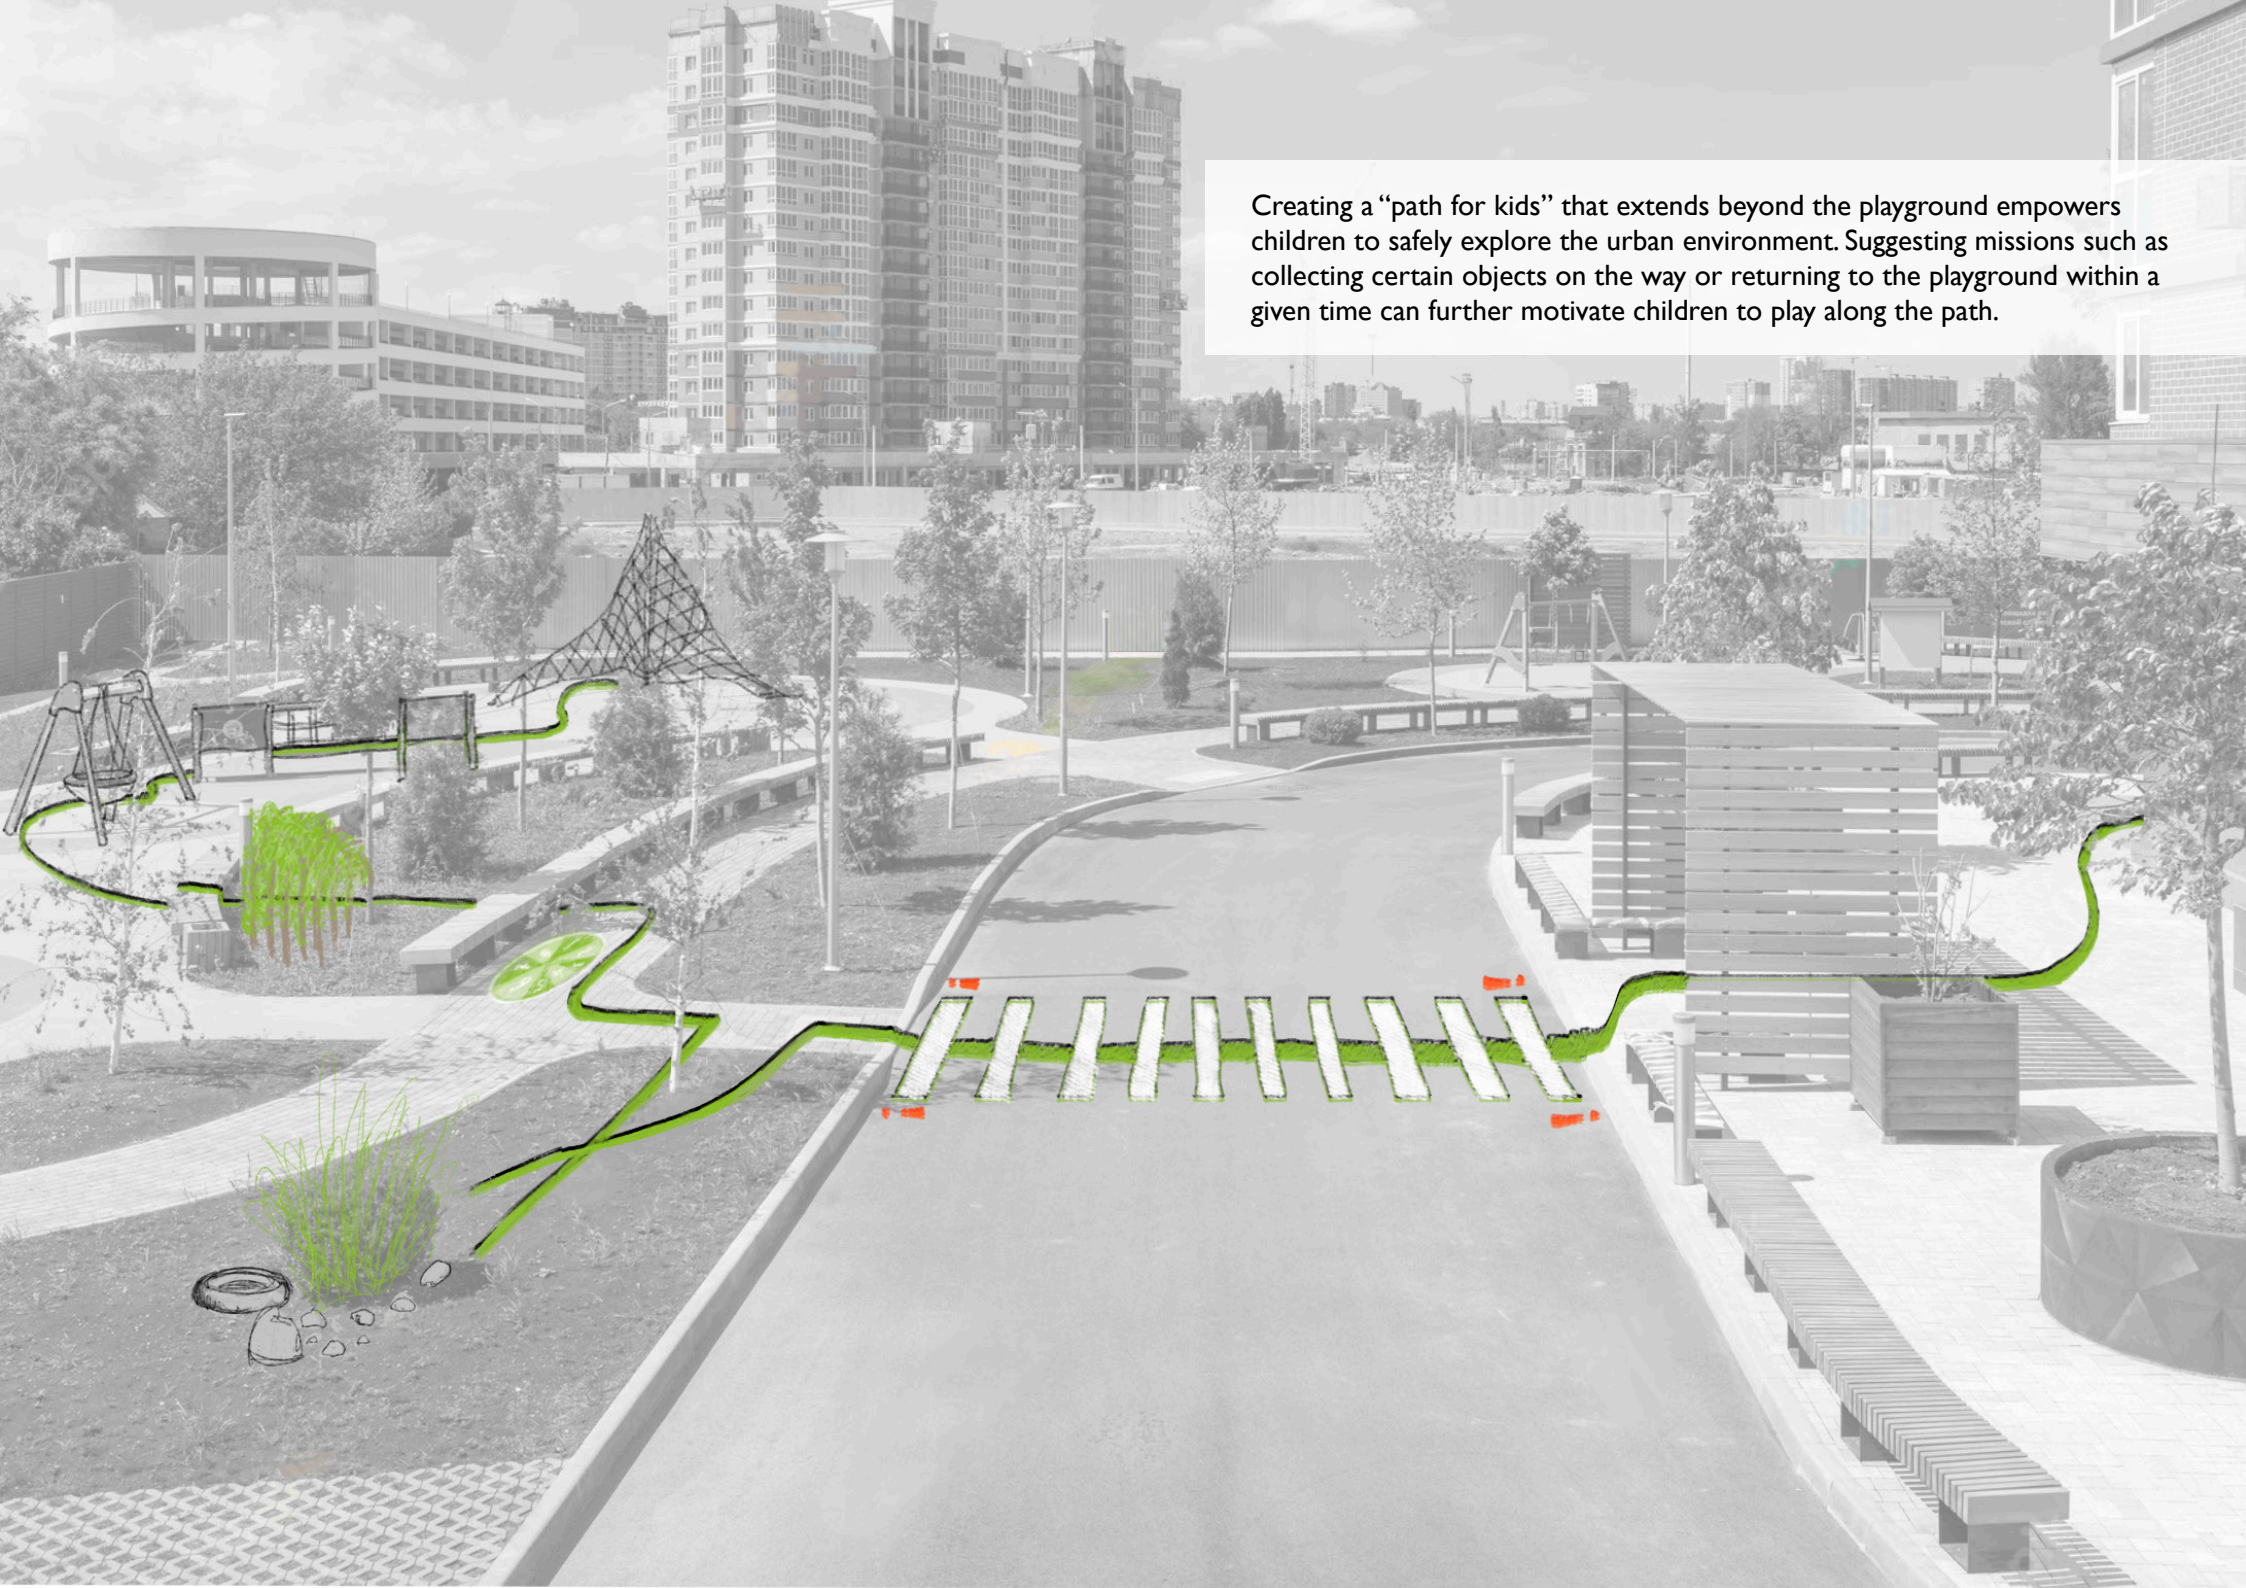 Creating a “path for kids” that extends beyond the playground empowers
children to safely explore the urban environment. Suggesting missions such as
collecting certain objects on the way or returning to the playground within a
given time can further motivate children to play along the path.